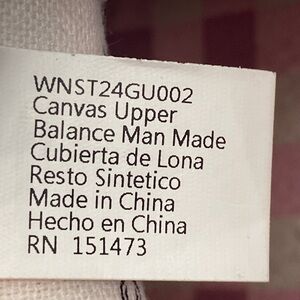 WNST24GU002
Canvas Upper
Balance Man Made
Cubierta de Lona
Resto Sintetico
Made in China
Hecho en China
RN 151473